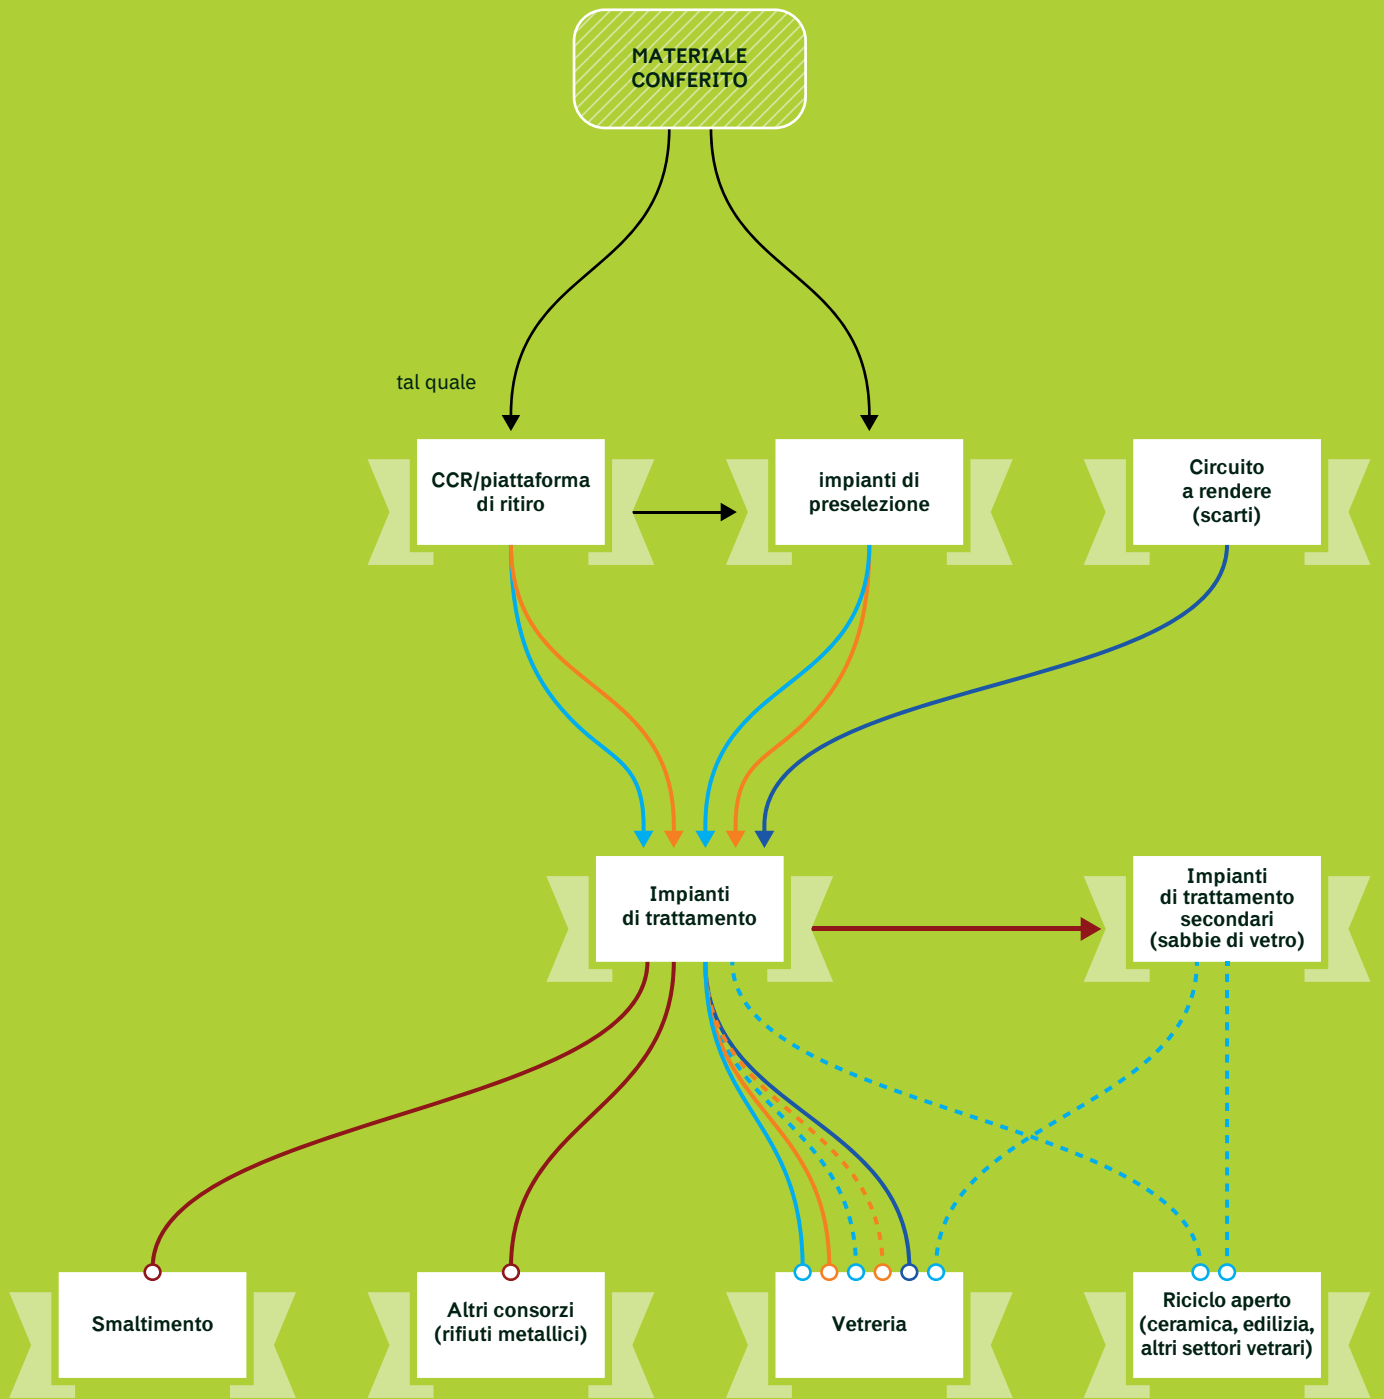 MATERIALE
CONFERITO
tal quale
CCR/piattaforma
di ritiro
impianti di
preselezione
Circuito
a rendere
(scarti)
Impianti
di trattamento
Impianti
di trattamento
secondari
(sabbie di vetro)
Smaltimento
Altri consorzi
(rifiuti metallici)
Vetreria
Riciclo aperto
(ceramica, edilizia,
altri settori vetrari)